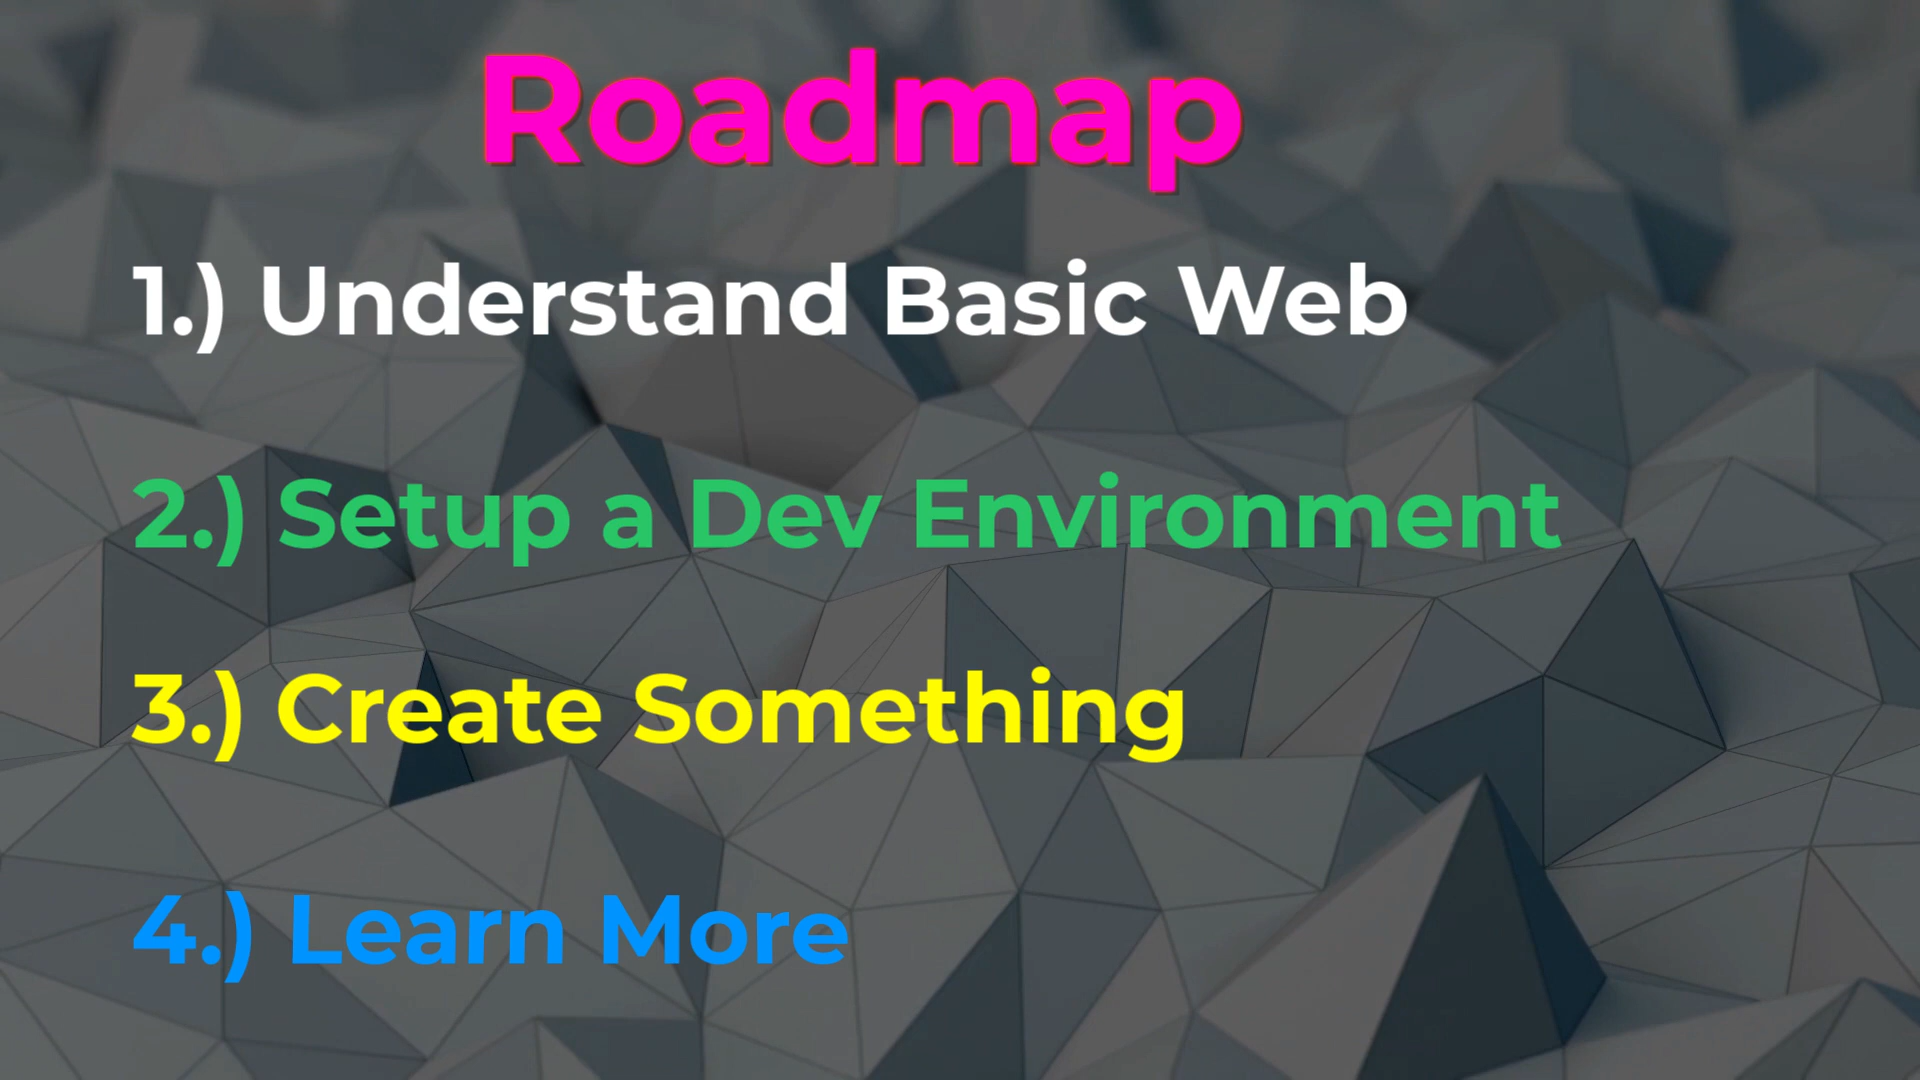 Roadmap
1.) Understand Basic Web
2.) Setup a Dev Environment
3.) Create Something
4.) Learn More